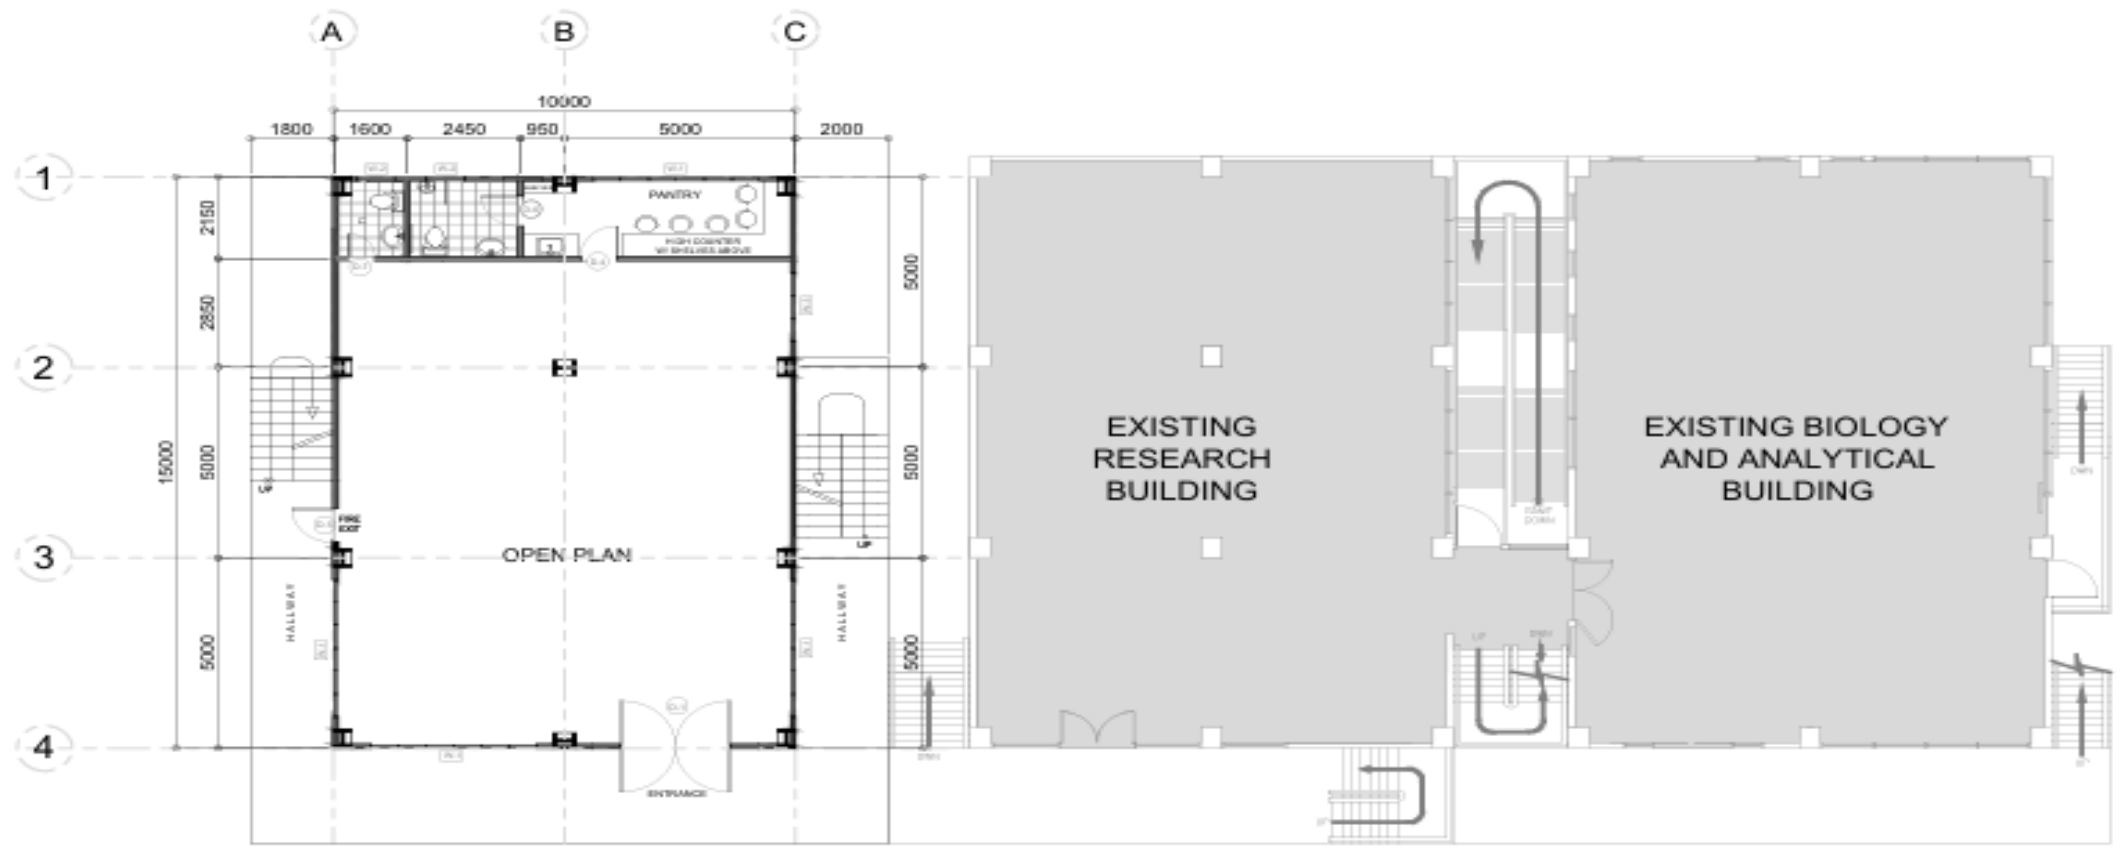 A
B
C
10000
1800
1600
2450
950
5000
2000
1
PANTRY
2150
HIGH COUNTER
W/ SHELVES ABOVE
5000
2850
2
EXISTING
RESEARCH
BUILDING
EXISTING BIOLOGY
AND ANALYTICAL
BUILDING
15000
5000
5000
UP
FIRE
EXIT
UP
3
OPEN PLAN
HALLWAY
HALLWAY
5000
5000
UP
4
ENTRANCE